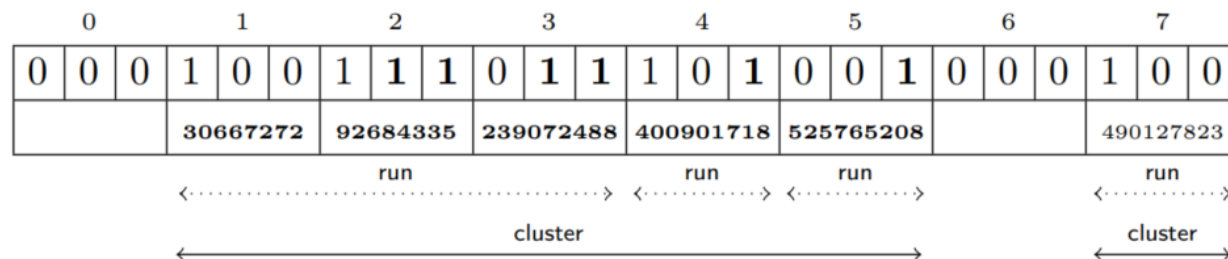 0 1 2 3 4 5 6 7
0 0 0 1 0 0 1 1 1 0 1 1 1 0 1 0 0 1 0 0 0 1 0 0
30667272 92684335 239072488 400901718 525765208 490127823
run run run run
cluster cluster